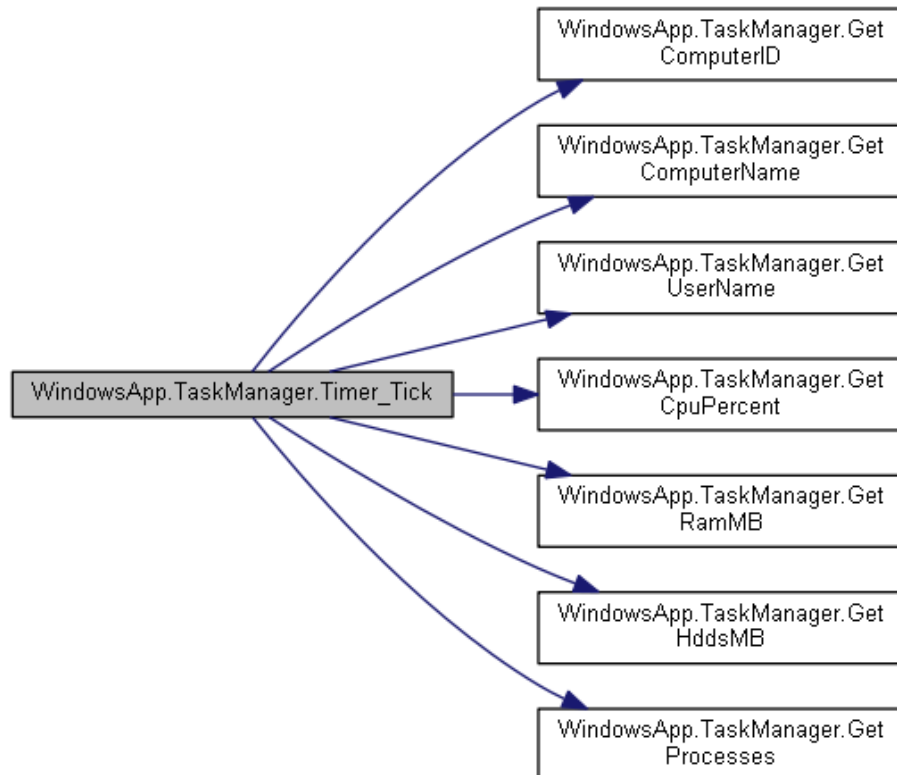 WindowsApp.TaskManager.Get
ComputerID
WindowsApp.TaskManager.Get
ComputerName
WindowsApp.TaskManager.Get
UserName
WindowsApp.TaskManager.Timer_Tick
WindowsApp.TaskManager.Get
CpuPercent
WindowsApp.TaskManager.Get
RamMB
WindowsApp.TaskManager.Get
HddsMB
WindowsApp.TaskManager.Get
Processes